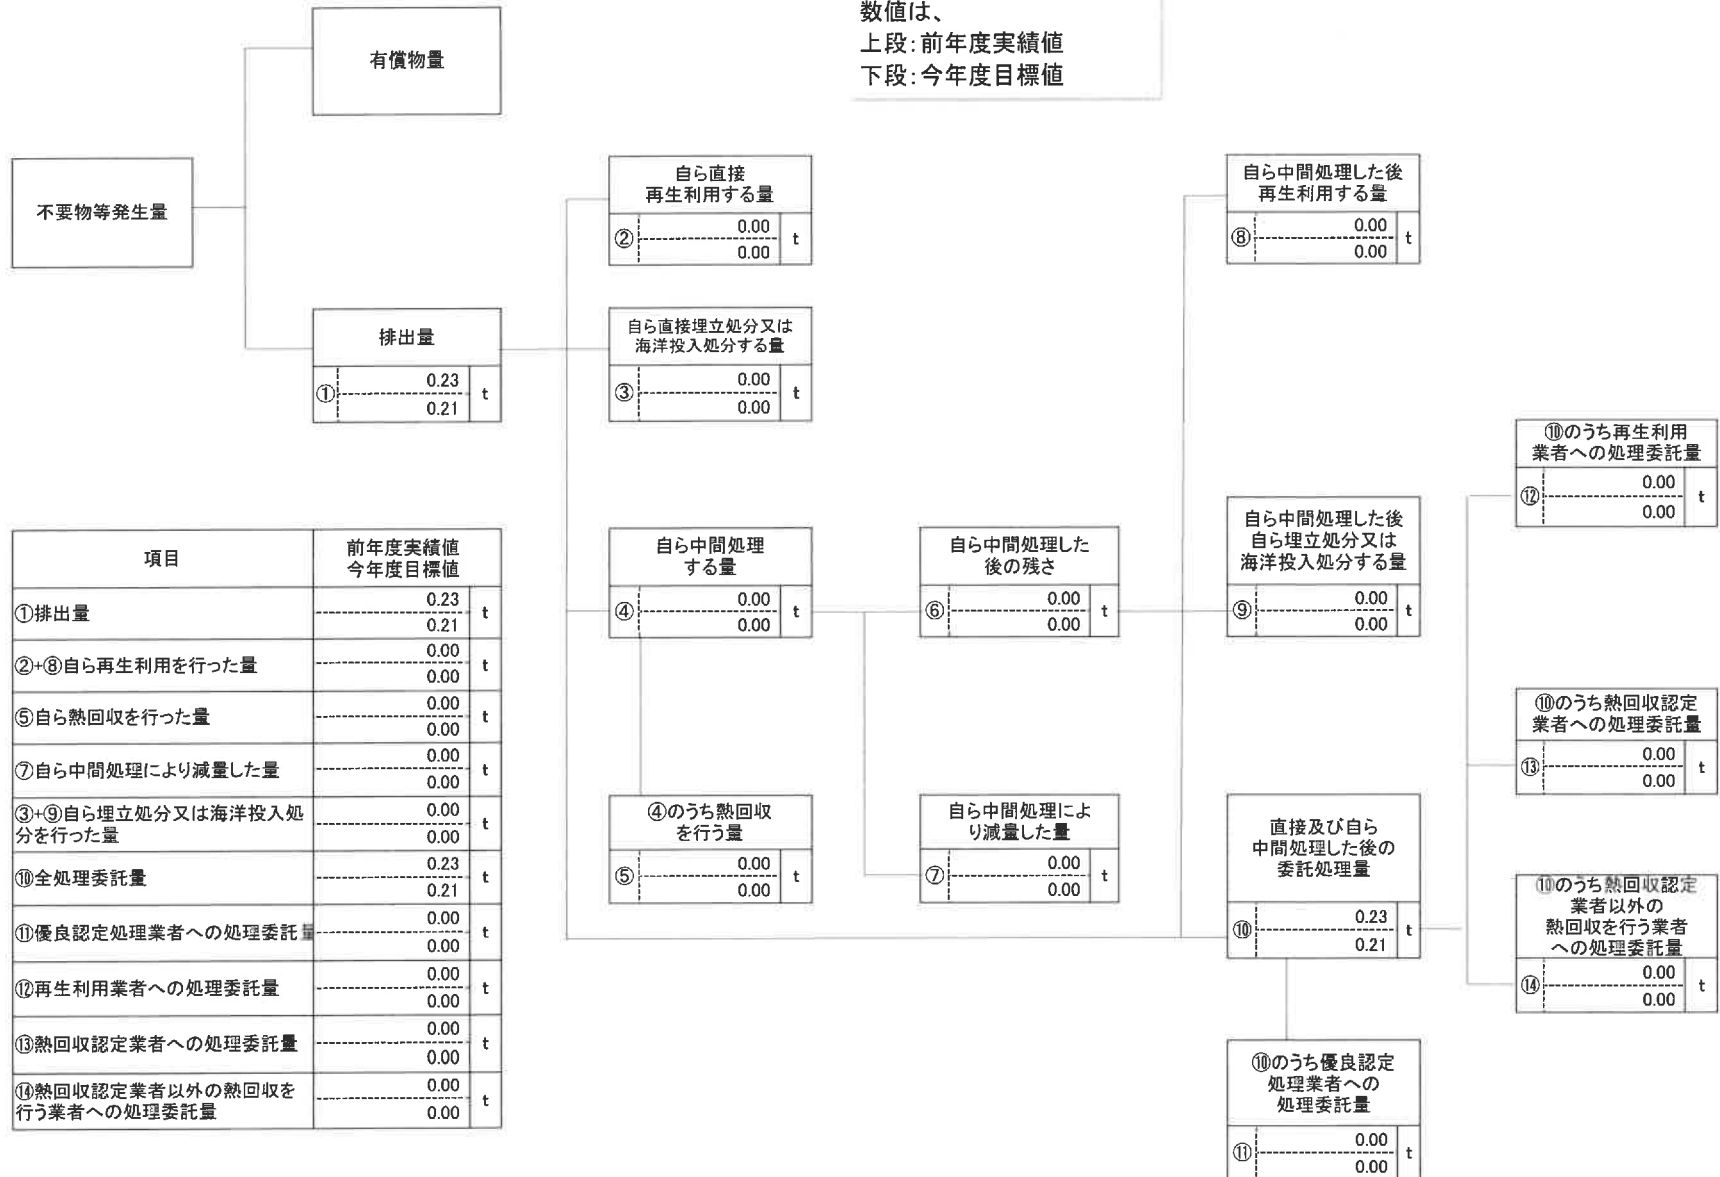 数値は、
上段:前年度実績値
下段:今年度目標値
有償物量
不要物等発生量
排出量
①
0.23
0.21
t
自ら直接
再生利用する量
②
0.00
0.00
t
自ら直接埋立処分又は
海洋投入処分する量
③
0.00
0.00
t
自ら中間処理
する量
④
0.00
0.00
t
④のうち熱回収
を行う量
⑤
0.00
0.00
t
自ら中間処理した
後の残さ
⑥
0.00
0.00
t
自ら中間処理によ
り減量した量
⑦
0.00
0.00
t
自ら中間処理した後
再生利用する量
⑧
0.00
0.00
t
自ら中間処理した後
自ら埋立処分又は
海洋投入処分する量
⑨
0.00
0.00
t
直接及び自ら
中間処理した後の
委託処理量
⑩
0.23
0.21
t
⑩のうち優良認定
処理業者への
処理委託量
⑪
0.00
0.00
t
⑩のうち再生利用
業者への処理委託量
⑫
0.00
0.00
t
⑩のうち熱回収認定
業者への処理委託量
⑬
0.00
0.00
t
⑩のうち熱回収認定
業者以外の
熱回収を行う業者
への処理委託量
⑭
0.00
0.00
t
項目
前年度実績値
今年度目標値
①排出量
0.23
0.21
t
②+⑧自ら再生利用を行った量
0.00
0.00
t
⑤自ら熱回収を行った量
0.00
0.00
t
⑦自ら中間処理により減量した量
0.00
0.00
t
③+⑨自ら埋立処分又は海洋投入処
分を行った量
0.00
0.00
t
⑩全処理委託量
0.23
0.21
t
⑪優良認定処理業者への処理委託量
0.00
0.00
t
⑫再生利用業者への処理委託量
0.00
0.00
t
⑬熱回収認定業者への処理委託量
0.00
0.00
t
⑭熱回収認定業者以外の熱回収を
行う業者への処理委託量
0.00
0.00
t